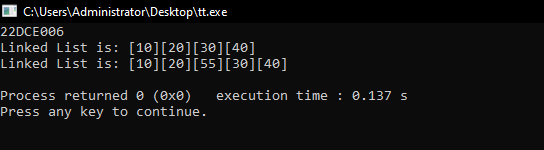 C:\Users\Administrator\Desktop\tt.exe
22DCE006
Linked List is: [10][20][30][40]
Linked List is: [10][20][55][30][40]
Process returned 0 (0x0)   execution time : 0.137 s
Press any key to continue.